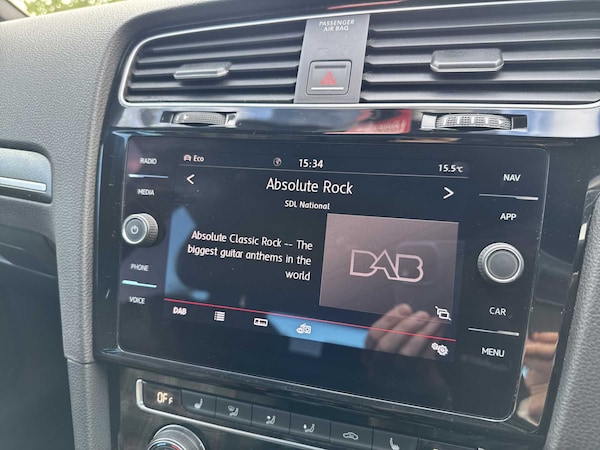 PASSENGER
AIR BAG
RADIO
MEDIA
PHONE
VOICE
Eco
15:34
15.5°C
<
Absolute Rock
>
SDL National
Absolute Classic Rock -- The
biggest guitar anthems in the
world
DAB
DAB
NAV
APP
CAR
MENU
OFF